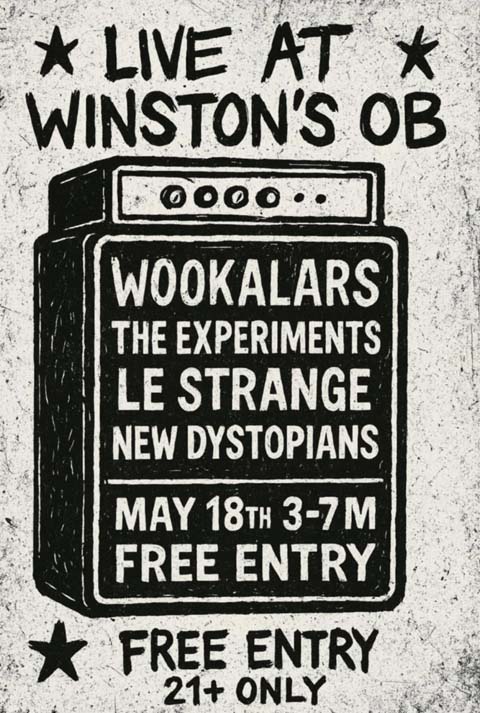 LIVE AT
WINSTON'S OB
WOOKALARS
THE EXPERIMENTS
LE STRANGE
NEW DYSTOPIANS
MAY 18TH 3-7M
FREE ENTRY
FREE ENTRY
21+ ONLY